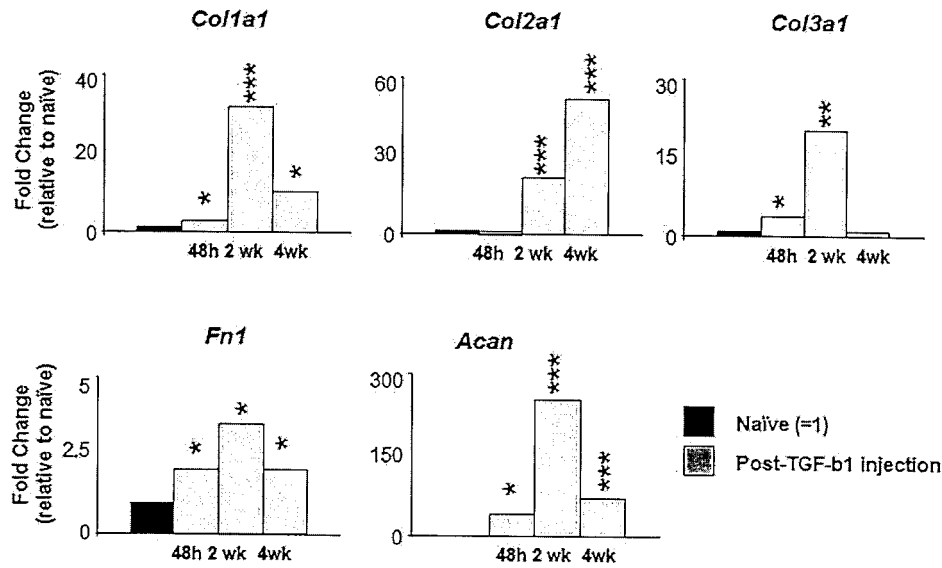 Col1a1
Col2a1
Col3a1
Fold Change
(relative to naïve)
40
20
0
*
***
*
48h 2 wk 4wk
60
30
0
***
***
48h 2 wk 4wk
30
15
0
*
**
48h 2 wk 4wk
Fn1
Acan
Fold Change
(relative to naïve)
5
2.5
0
*
*
*
48h 2 wk 4wk
300
150
0
*
***
***
48h 2 wk 4wk
Naïve (=1)
Post-TGF-b1 injection